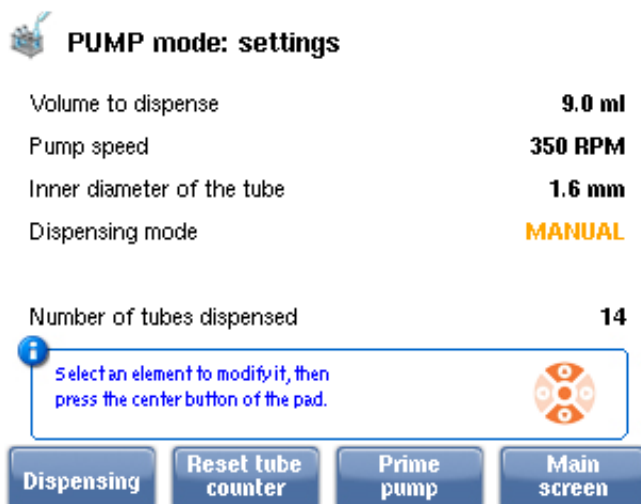 PUMP mode: settings
Volume to dispense 9.0 ml
Pump speed 350 RPM
Inner diameter of the tube 1.6 mm
Dispensing mode MANUAL
Number of tubes dispensed 14
Select an element to modify it, then
press the center button of the pad.
Dispensing
Reset tube
counter
Prime
pump
Main
screen